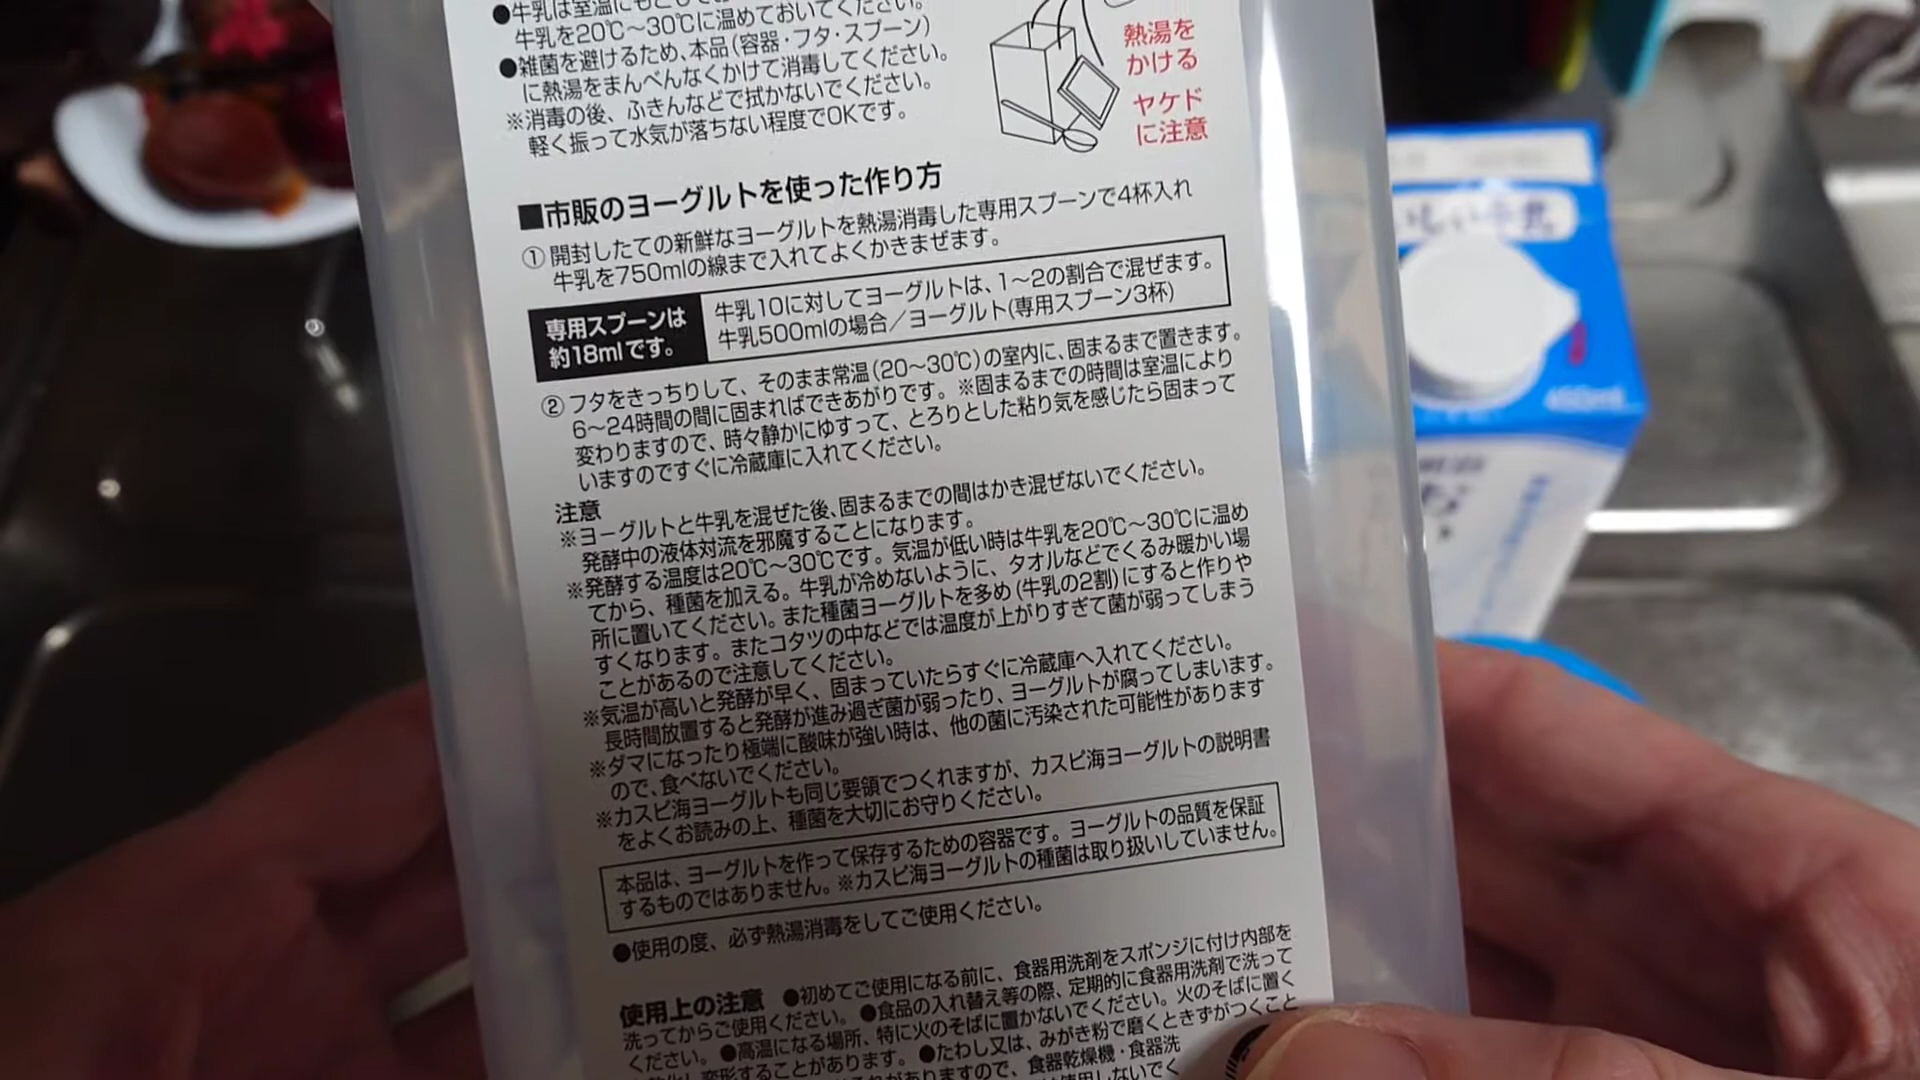 ●牛乳は室温にもどしてお
牛乳を20℃〜30℃に温めておいてください。
●雑菌を避けるため、本品(容器・フタ・スプーン)
に熱湯をまんべんなくかけて消毒してください。
※消毒の後、ふきんなどで拭かないでください。
軽く振って水気が落ちない程度でOKです。
熱湯を
かける
ヤケド
に注意
■市販のヨーグルトを使った作り方
①開封したての新鮮なヨーグルトを熱湯消毒した専用スプーンで4杯入れ
牛乳を750mlの線まで入れてよくかきまぜます。
専用スプーンは
約18mlです。
牛乳10に対してヨーグルトは、1〜2の割合で混ぜます。
牛乳500mlの場合/ヨーグルト(専用スプーン3杯)
②フタをきっちりして、そのまま常温(20〜30℃)の室内に、固まるまで置きます。
6〜24時間の間に固まればできあがりです。※固まるまでの時間は室温により
変わりますので、時々静かにゆすって、とろりとした粘り気を感じたら固まって
いますのですぐに冷蔵庫に入れてください。
注意
※ヨーグルトと牛乳を混ぜた後、固まるまでの間はかき混ぜないでください。
発酵中の液体対流を邪魔することになります。
※発酵する温度は20℃〜30℃です。気温が低い時は牛乳を20℃〜30℃に温め
てから、種菌を加える。牛乳が冷めないように、タオルなどでくるみ暖かい場
所に置いてください。また種菌ヨーグルトを多め(牛乳の2割)にすると作りや
すくなります。またコタツの中などでは温度が上がりすぎて菌が弱ってしまう
ことがあるので注意してください。
※気温が高いと発酵が早く、固まっていたらすぐに冷蔵庫へ入れてください。
長時間放置すると発酵が進み過ぎ菌が弱ったり、ヨーグルトが腐ってしまいます。
※ダマになったり極端に酸味が強い時は、他の菌に汚染された可能性があります
ので、食べないでください。
※カスピ海ヨーグルトも同じ要領でつくれますが、カスピ海ヨーグルトの説明書
をよくお読みの上、種菌を大切にお守りください。
本品は、ヨーグルトを作って保存するための容器です。ヨーグルトの品質を保証
するものではありません。※カスピ海ヨーグルトの種菌は取り扱いしていません。
●使用の度、必ず熱湯消毒をしてご使用ください。
使用上の注意 ●初めてご使用になる前に、食器用洗剤をスポンジに付け内部を
洗ってからご使用ください。●食品の入れ替え等の際、定期的に食器用洗剤で洗って
ください。●高温になる場所、特に火のそばに置かないでください。火のそばに置く
変形することがあります。●たわし又は、みがき粉で磨くときずがつくこと
ありますので、食器乾燥機・食器洗
使用しないでく
いしい牛乳
450ml